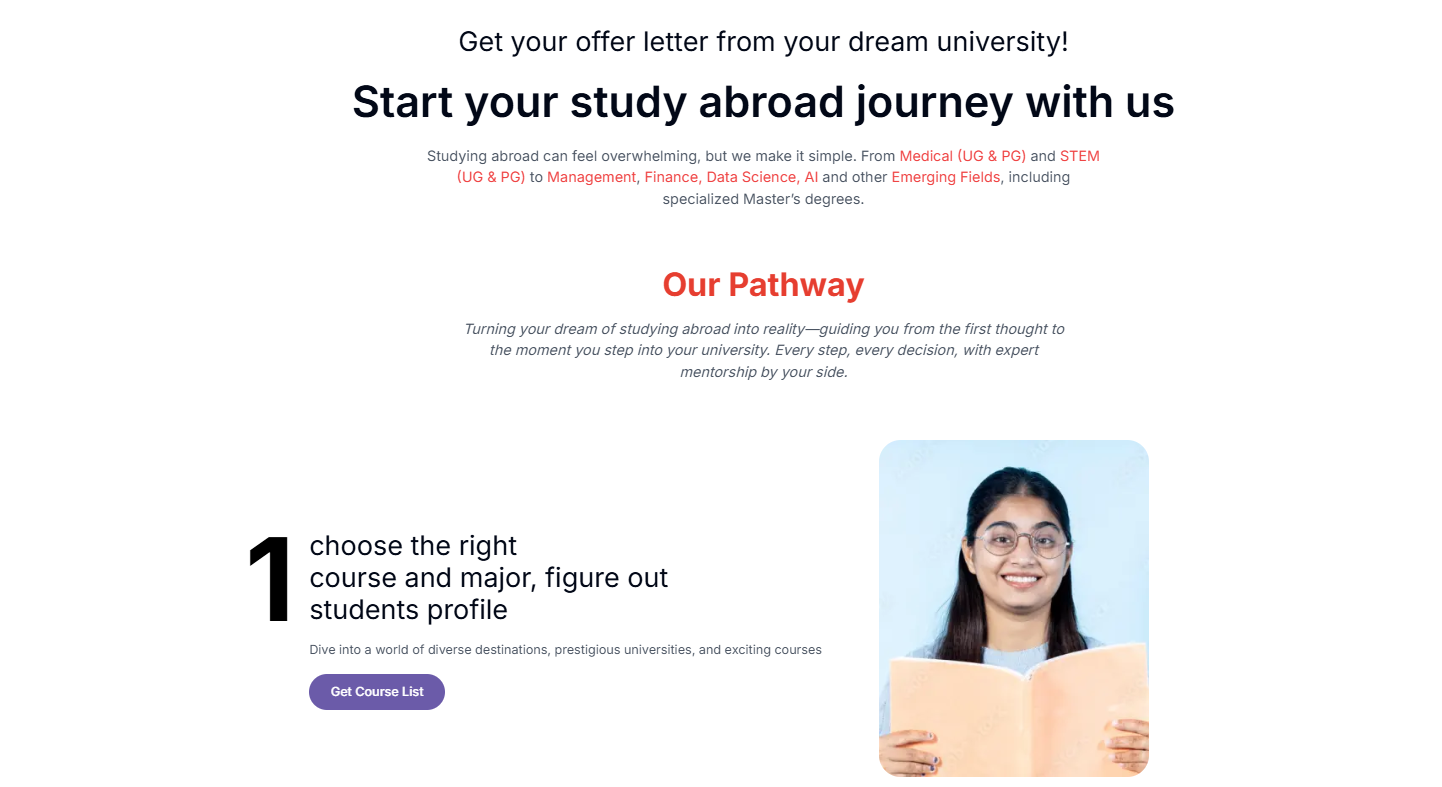 Get your offer letter from your dream university!
Start your study abroad journey with us
Studying abroad can feel overwhelming, but we make it simple. From Medical (UG & PG) and STEM
(UG & PG) to Management, Finance, Data Science, AI and other Emerging Fields, including
specialized Master’s degrees.
Our Pathway
Turning your dream of studying abroad into reality—guiding you from the first thought to
the moment you step into your university. Every step, every decision, with expert
mentorship by your side.
1
choose the right
course and major, figure out
students profile
Dive into a world of diverse destinations, prestigious universities, and exciting courses
Get Course List